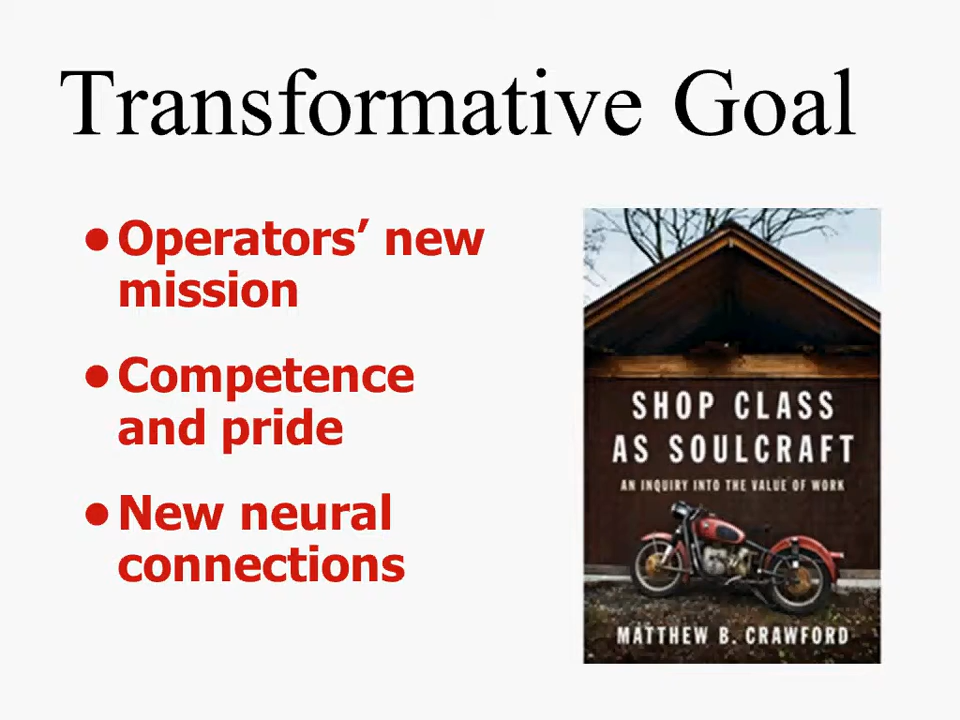 Transformative Goal
• Operators’ new
mission
• Competence
and pride
• New neural
connections
SHOP CLASS
AS SOULCRAFT
AN INQUIRY INTO THE VALUE OF WORK
MATTHEW B. CRAWFORD